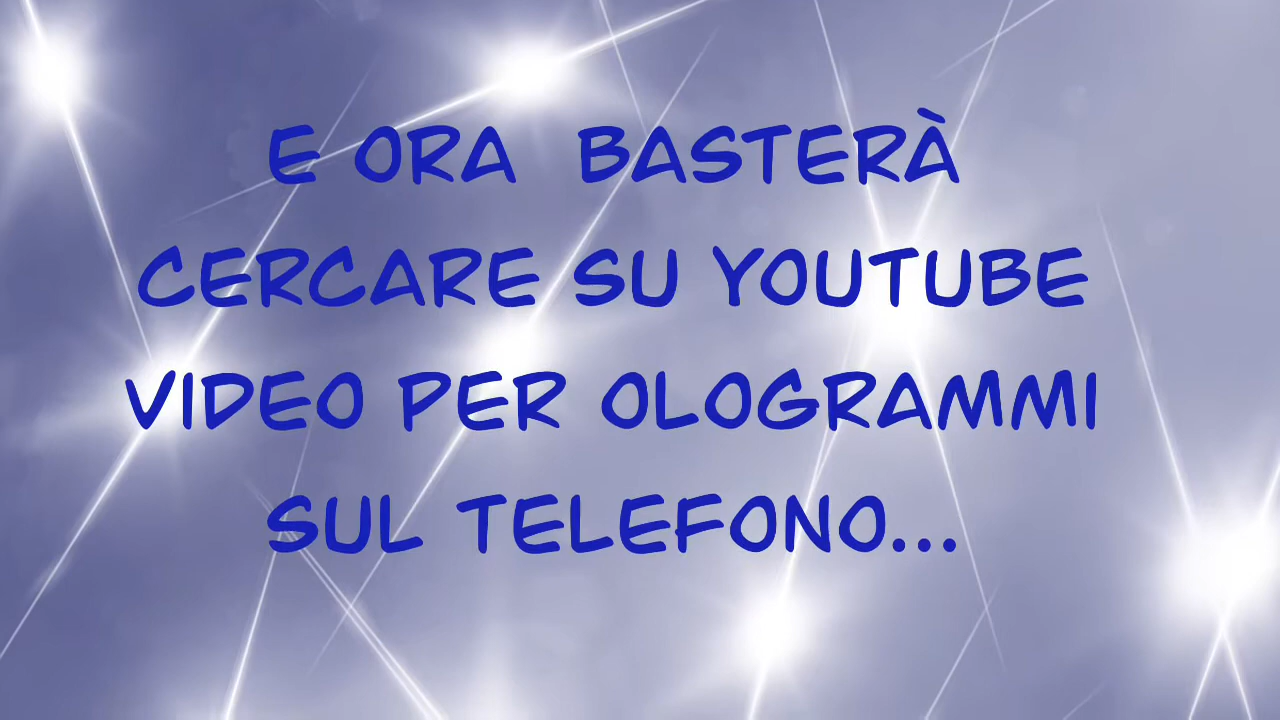 E ORA BASTERÀ
CERCARE SU YOUTUBE
VIDEO PER OLOGRAMMI
SUL TELEFONO...